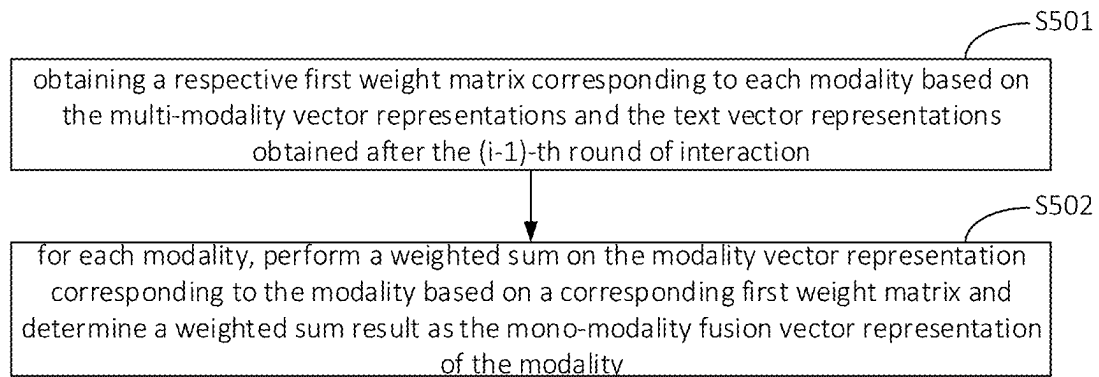 S501
obtaining a respective first weight matrix corresponding to each modality based on
the multi-modality vector representations and the text vector representations
obtained after the (i-1)-th round of interaction
S502
for each modality, perform a weighted sum on the modality vector representation
corresponding to the modality based on a corresponding first weight matrix and
determine a weighted sum result as the mono-modality fusion vector representation
of the modality